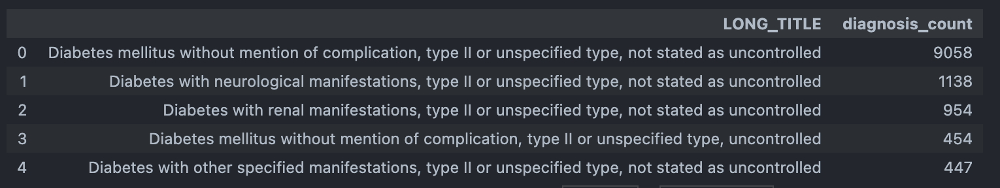 LONG_TITLE diagnosis_count
0 Diabetes mellitus without mention of complication, type II or unspecified type, not stated as uncontrolled 9058
1 Diabetes with neurological manifestations, type II or unspecified type, not stated as uncontrolled 1138
2 Diabetes with renal manifestations, type II or unspecified type, not stated as uncontrolled 954
3 Diabetes mellitus without mention of complication, type II or unspecified type, uncontrolled 454
4 Diabetes with other specified manifestations, type II or unspecified type, not stated as uncontrolled 447